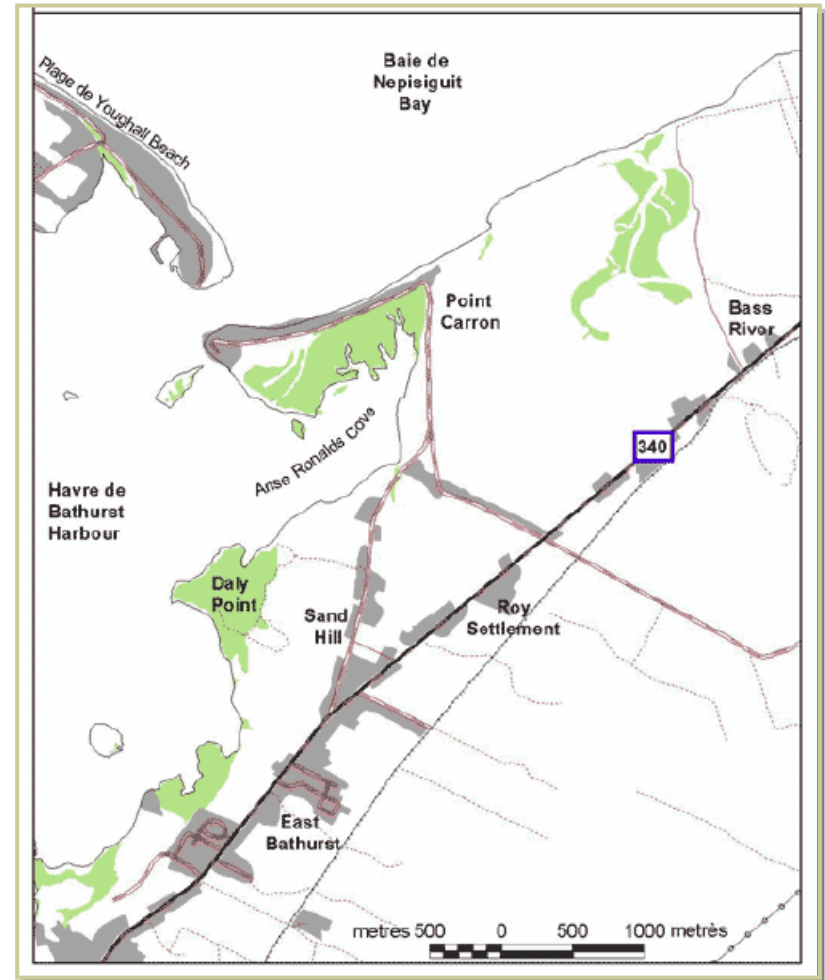 Baie de
Nepisiguit
Bay
Plage de Youghall Beach
Point
Carron
Bass
River
340
Anse Ronalds Cove
Havre de
Bathurst
Harbour
Daly
Point
Sand
Hill
Roy
Settlement
East
Bathurst
metres 500 0 500 1000 metrès